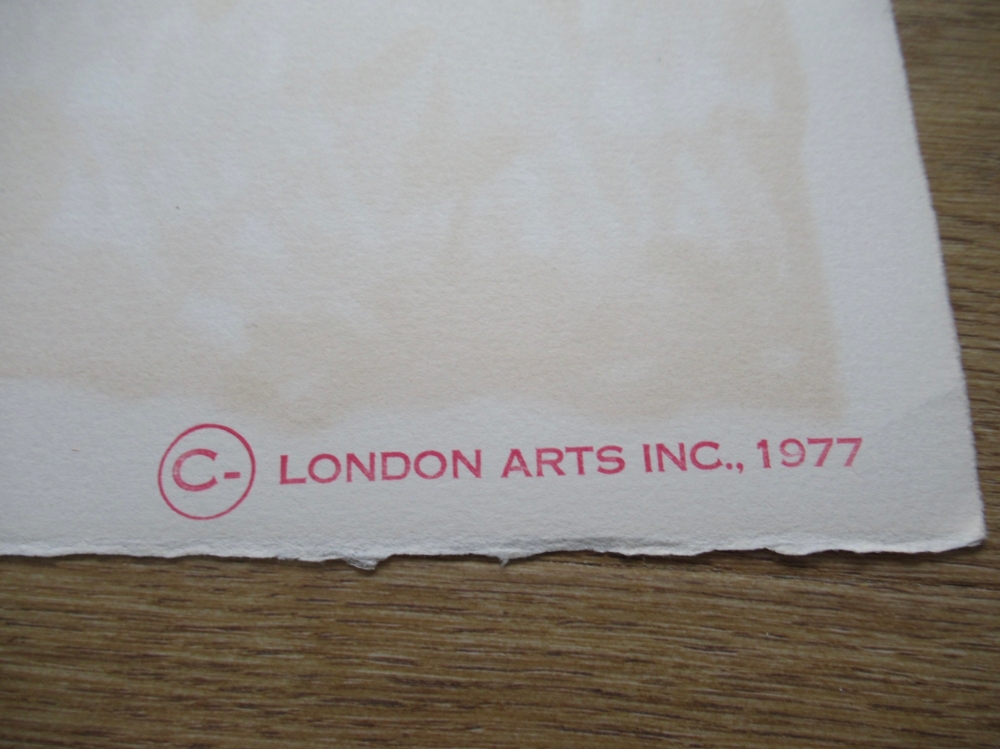 C- LONDON ARTS INC., 1977